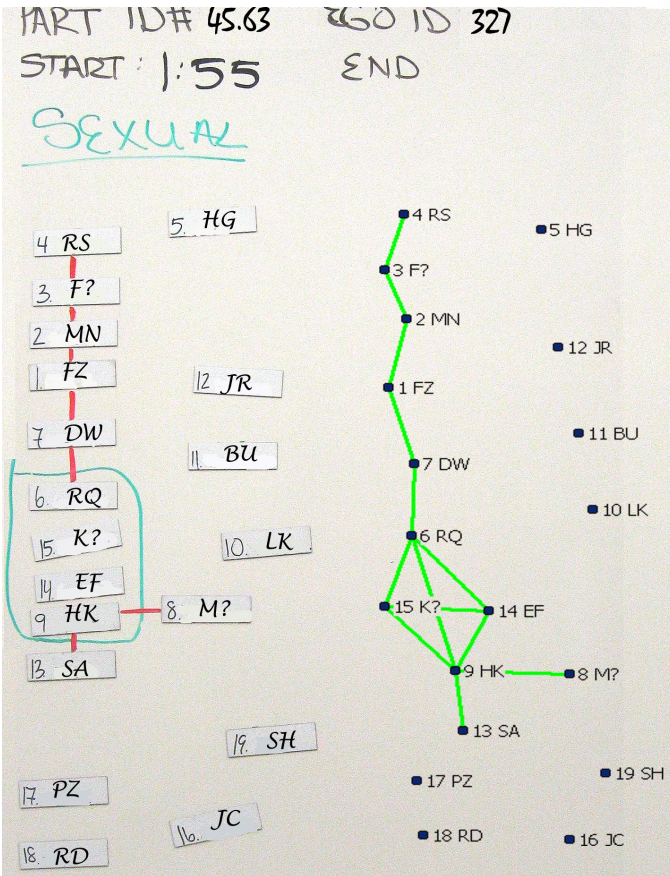 PART ID# 45.63 EGO ID 327
START: 1:55 END
SEXUAL
5. HG
4 RS
3. F?
2 MN
1. FZ
12 JR
7 DW
11. BU
6. RQ
15. K?
10. LK
14. EF
9 HK
8. M?
13. SA
19. SH
17. PZ
16. JC
18. RD
4 RS
5 HG
3 F?
2 MN
12 JR
1 FZ
11 BU
7 DW
10 LK
6 RQ
15 K?
14 EF
9 HK
8 M?
13 SA
19 SH
17 PZ
18 RD
16 JC